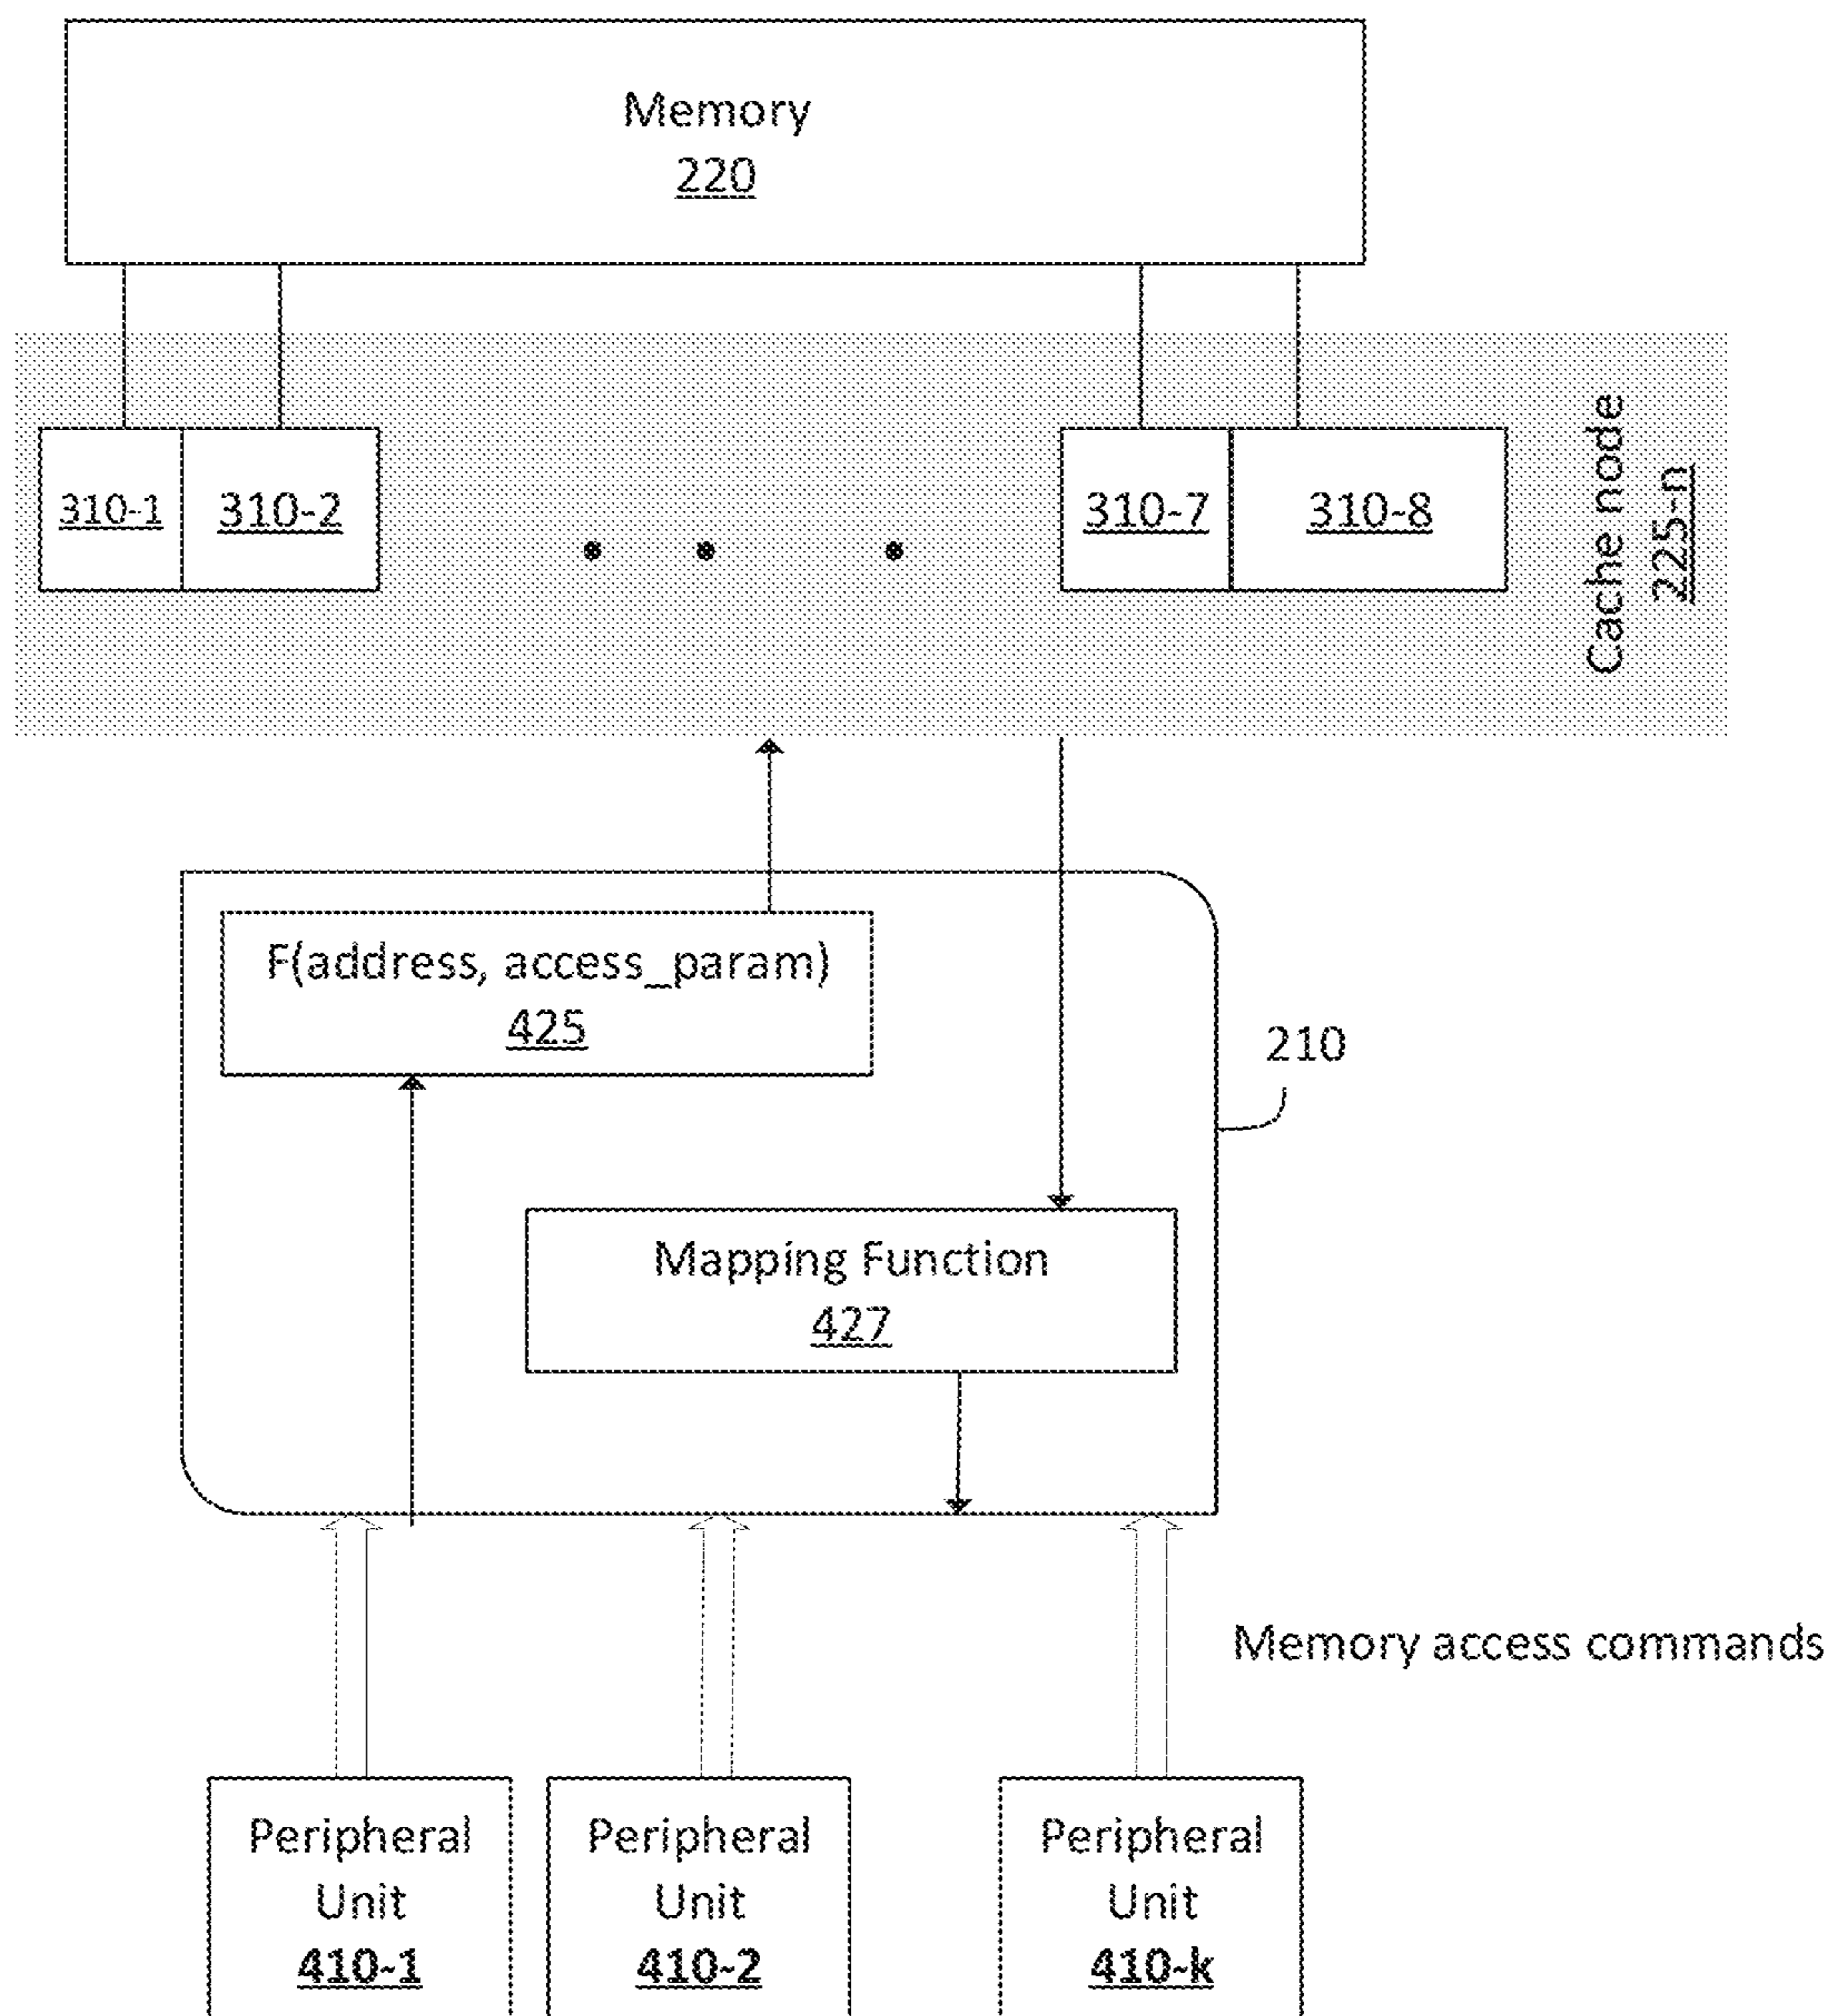 Memory
220
310-1
310-2
310-7
310-8
Cache node
225-n
F(address, access_param)
425
210
Mapping Function
427
Memory access commands
Peripheral
Unit
410-1
Peripheral
Unit
410-2
Peripheral
Unit
410-k